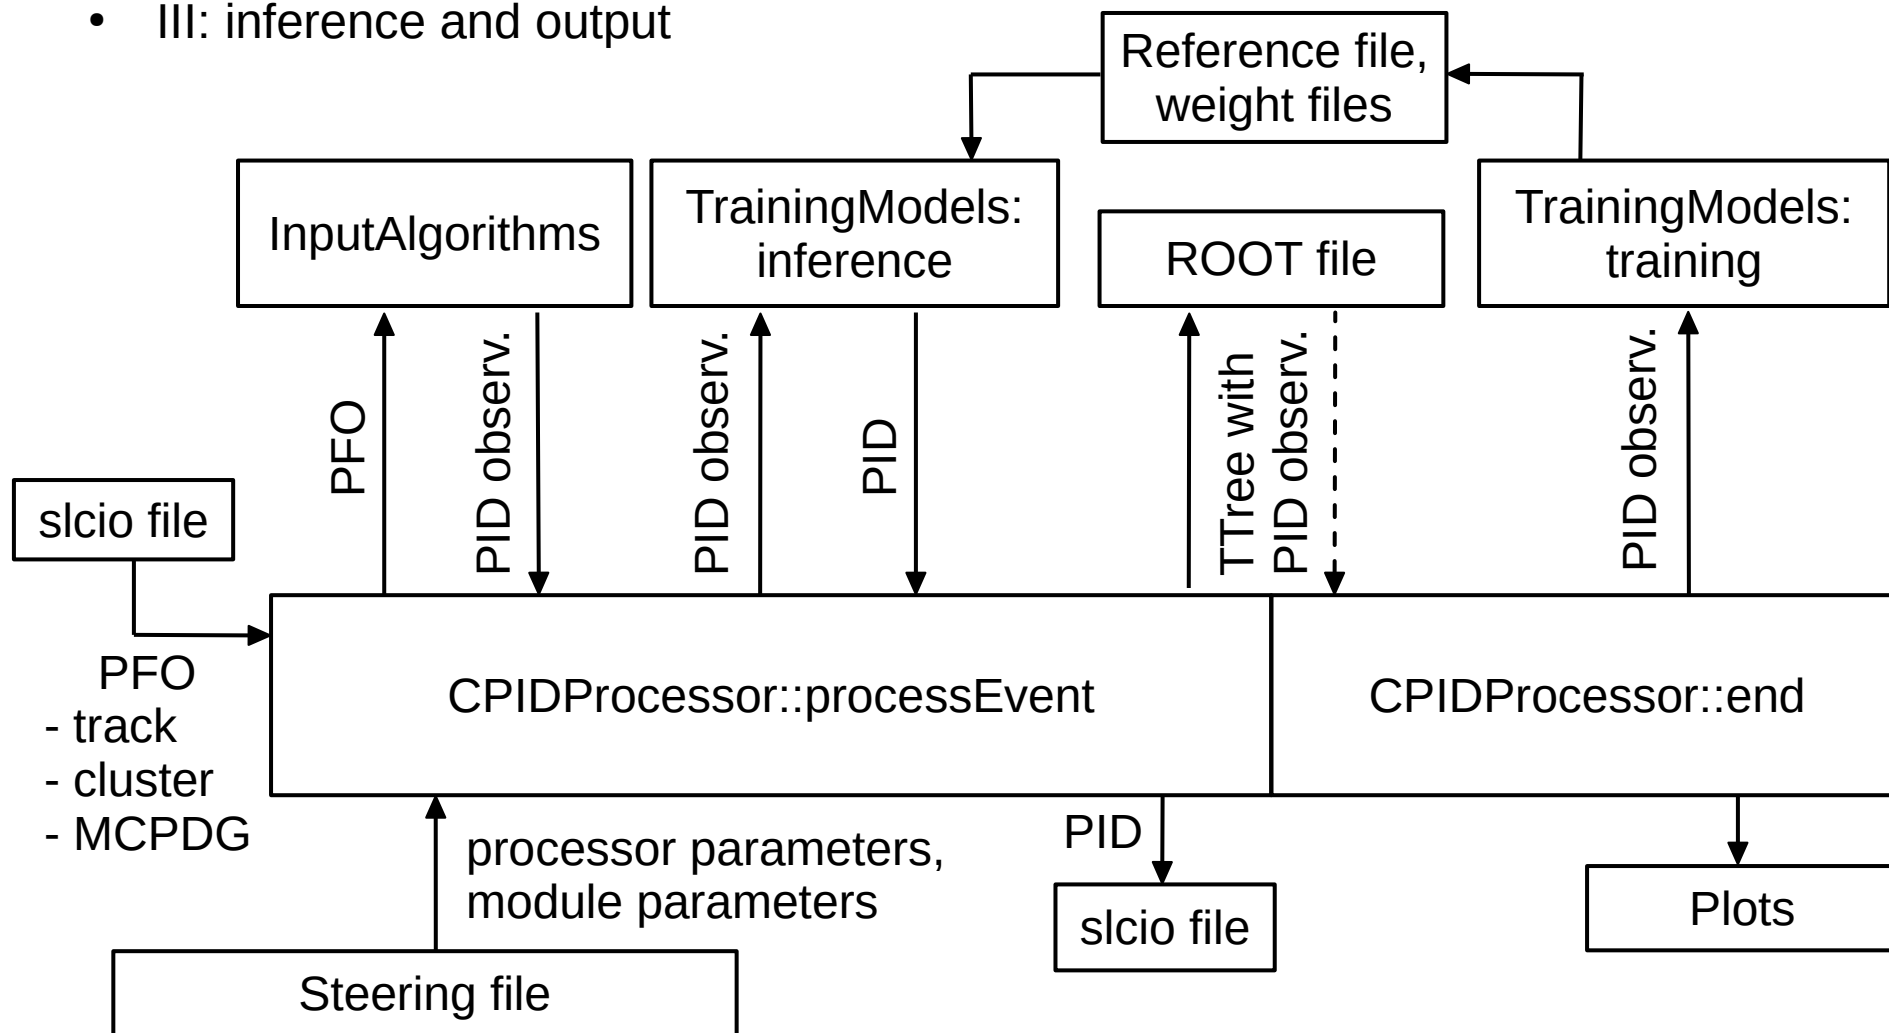 • III: inference and output
Reference file,
weight files
InputAlgorithms
TrainingModels:
inference
ROOT file
TrainingModels:
training
PFO
PID observ.
PID observ.
PID
TTree with
PID observ.
PID observ.
slcio file
PFO
- track
- cluster
- MCPDG
CPIDProcessor::processEvent
CPIDProcessor::end
processor parameters,
module parameters
PID
slcio file
Plots
Steering file